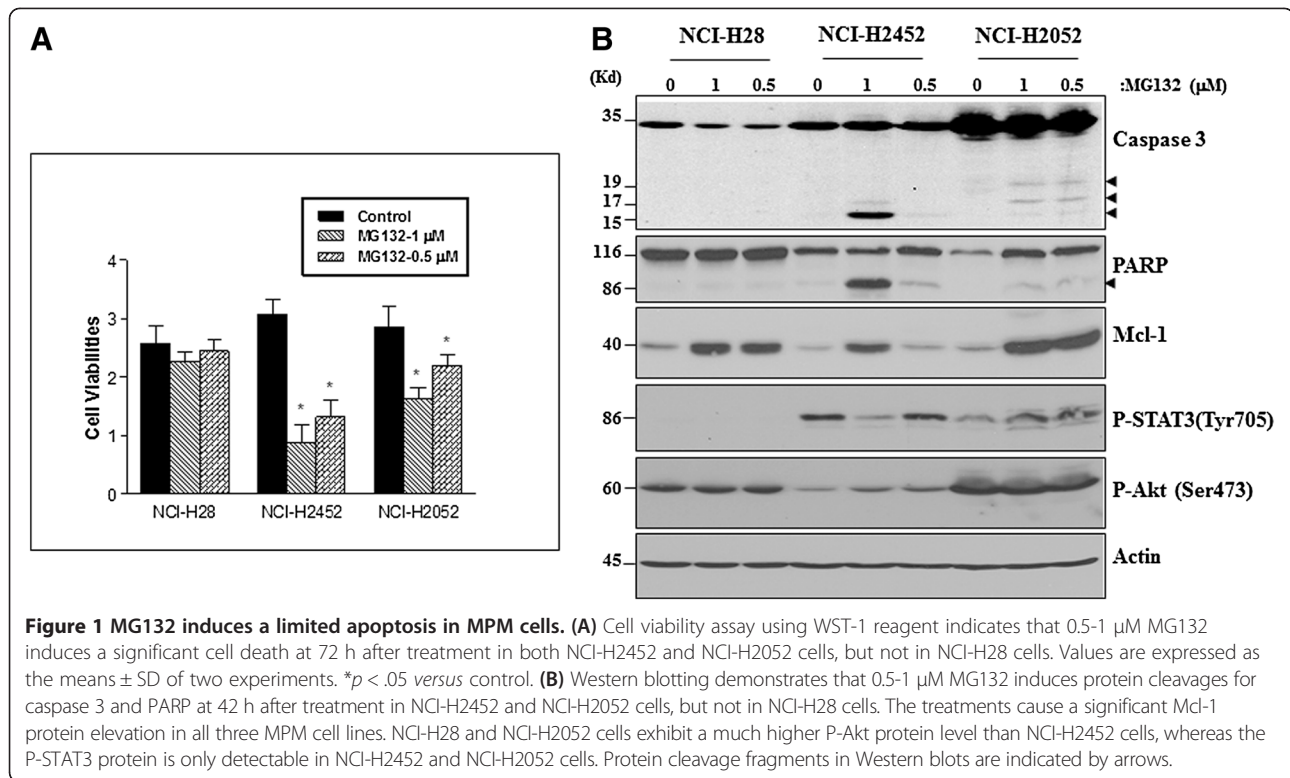 A
Control
MG132-1 µM
MG132-0.5 µM
4
3
2
1
0
Cell Viabilities
* * * *
NCI-H28 NCI-H2452 NCI-H2052
B
NCI-H28 NCI-H2452 NCI-H2052
(Kd) 0 1 0.5 0 1 0.5 0 1 0.5 :MG132 (µM)
35
Caspase 3
19
17
15
116
PARP
86
40 Mcl-1
86 P-STAT3(Tyr705)
60 P-Akt (Ser473)
45 Actin
Figure 1 MG132 induces a limited apoptosis in MPM cells. (A) Cell viability assay using WST-1 reagent indicates that 0.5-1 µM MG132
induces a significant cell death at 72 h after treatment in both NCI-H2452 and NCI-H2052 cells, but not in NCI-H28 cells. Values are expressed as
the means ± SD of two experiments. *p < .05 versus control. (B) Western blotting demonstrates that 0.5-1 µM MG132 induces protein cleavages for
caspase 3 and PARP at 42 h after treatment in NCI-H2452 and NCI-H2052 cells, but not in NCI-H28 cells. The treatments cause a significant Mcl-1
protein elevation in all three MPM cell lines. NCI-H28 and NCI-H2052 cells exhibit a much higher P-Akt protein level than NCI-H2452 cells, whereas the
P-STAT3 protein is only detectable in NCI-H2452 and NCI-H2052 cells. Protein cleavage fragments in Western blots are indicated by arrows.